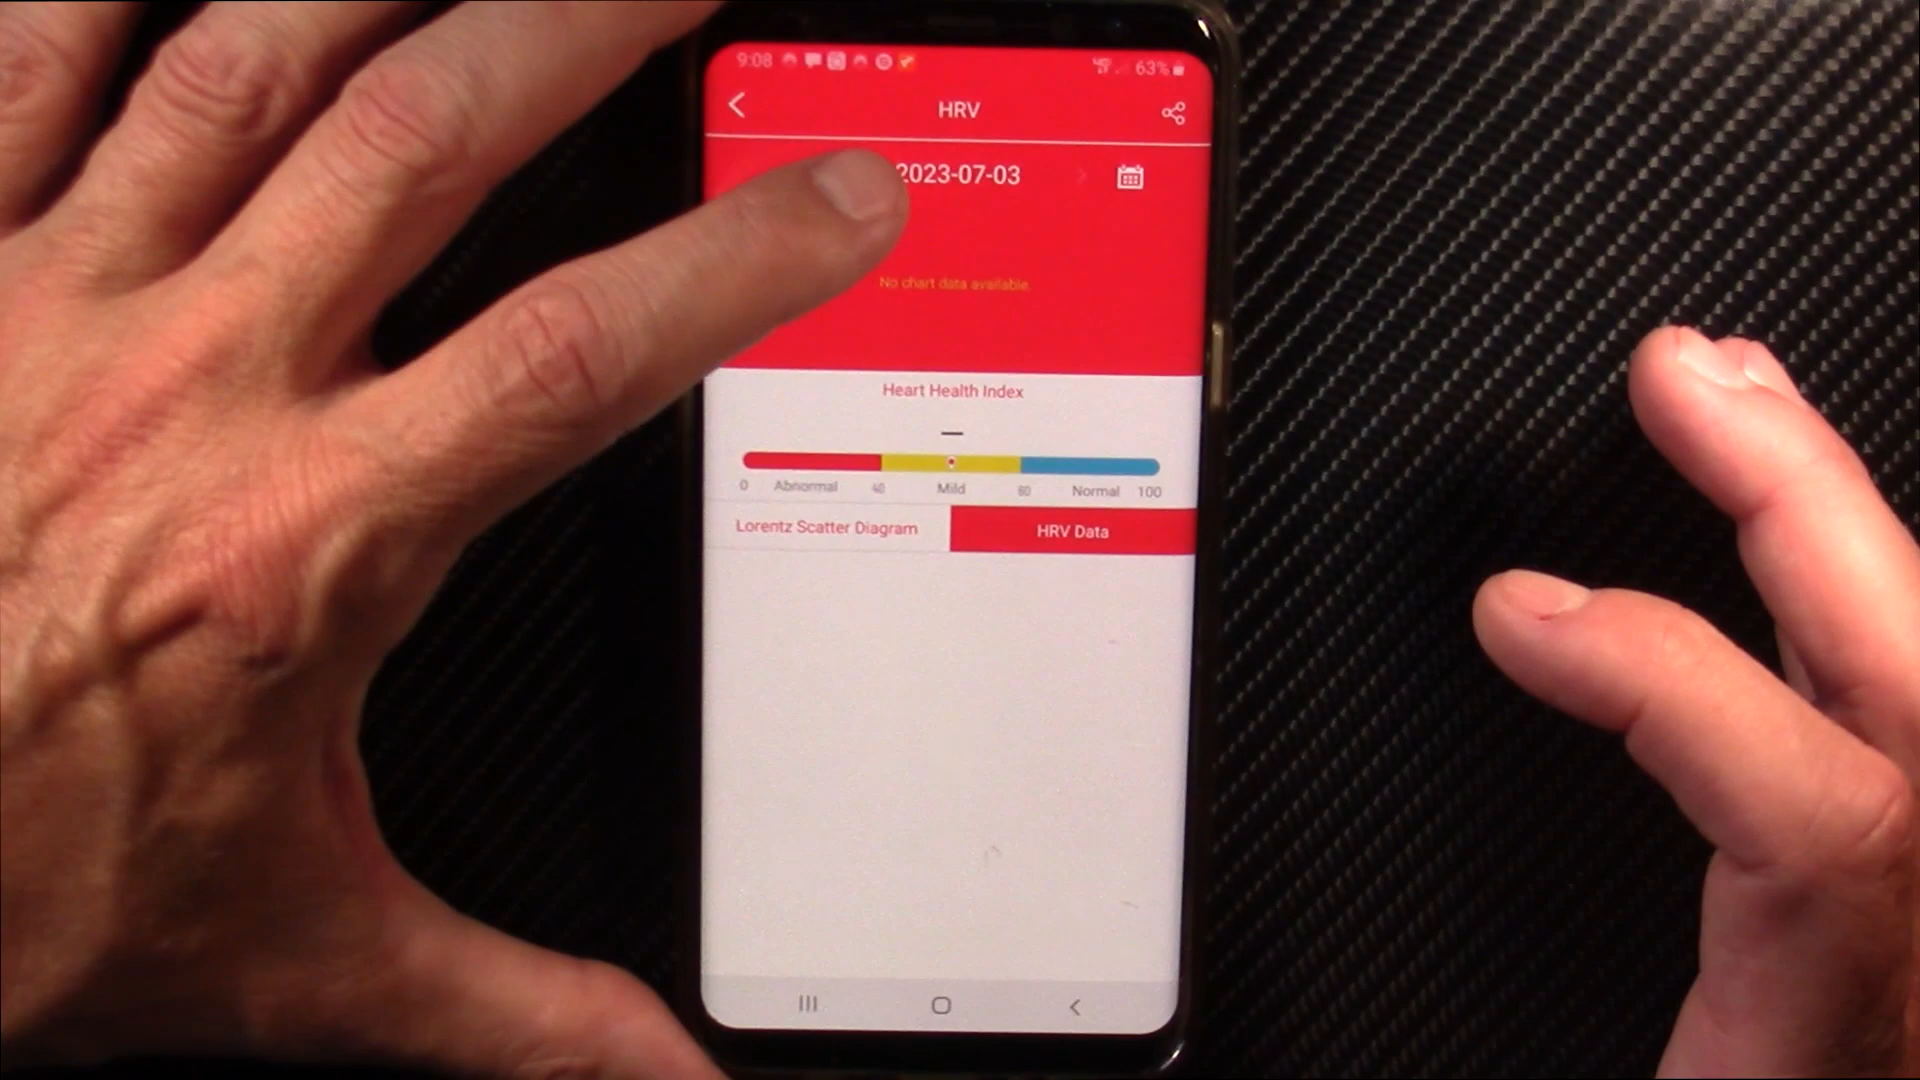 9:08 63%
HRV
2023-07-03
No chart data available.
Heart Health Index
0 Abnormal 40 Mild 60 Normal 100
Lorentz Scatter Diagram HRV Data